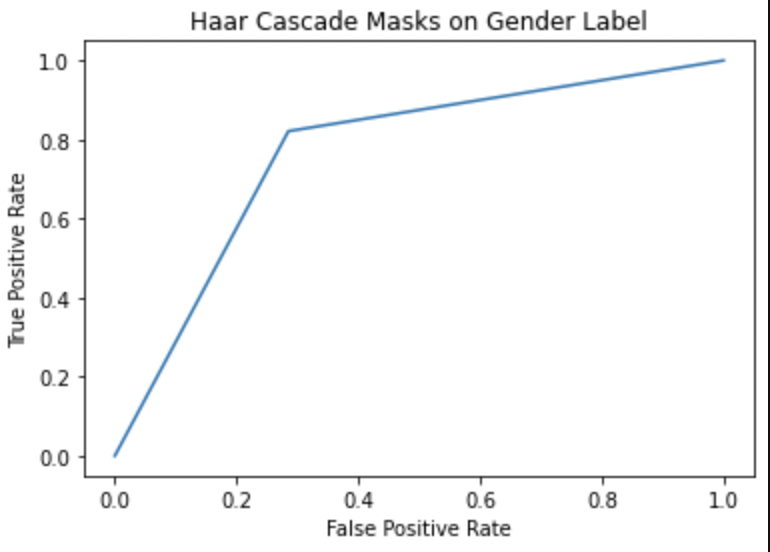 Haar Cascade Masks on Gender Label
True Positive Rate
1.0
0.8
0.6
0.4
0.2
0.0
0.0 0.2 0.4 0.6 0.8 1.0
False Positive Rate